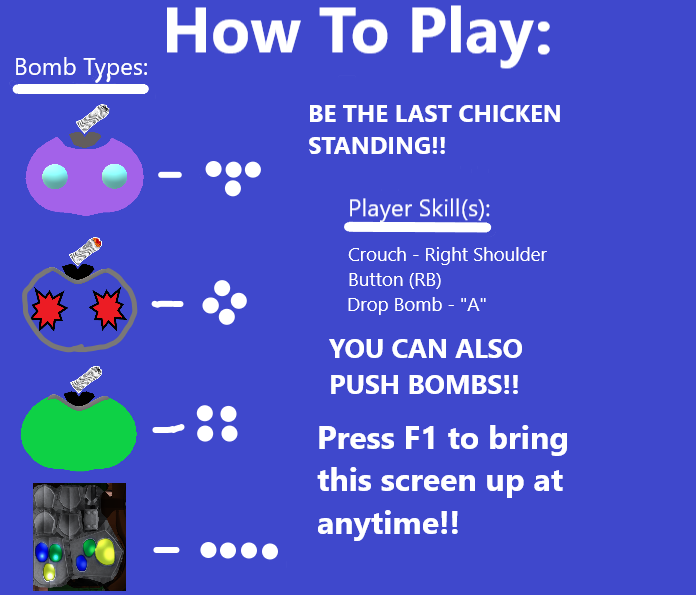 How To Play:
Bomb Types:
BE THE LAST CHICKEN
STANDING!!
Player Skill(s):
Crouch - Right Shoulder
Button (RB)
Drop Bomb - "A"
YOU CAN ALSO
PUSH BOMBS!!
Press F1 to bring
this screen up at
anytime!!